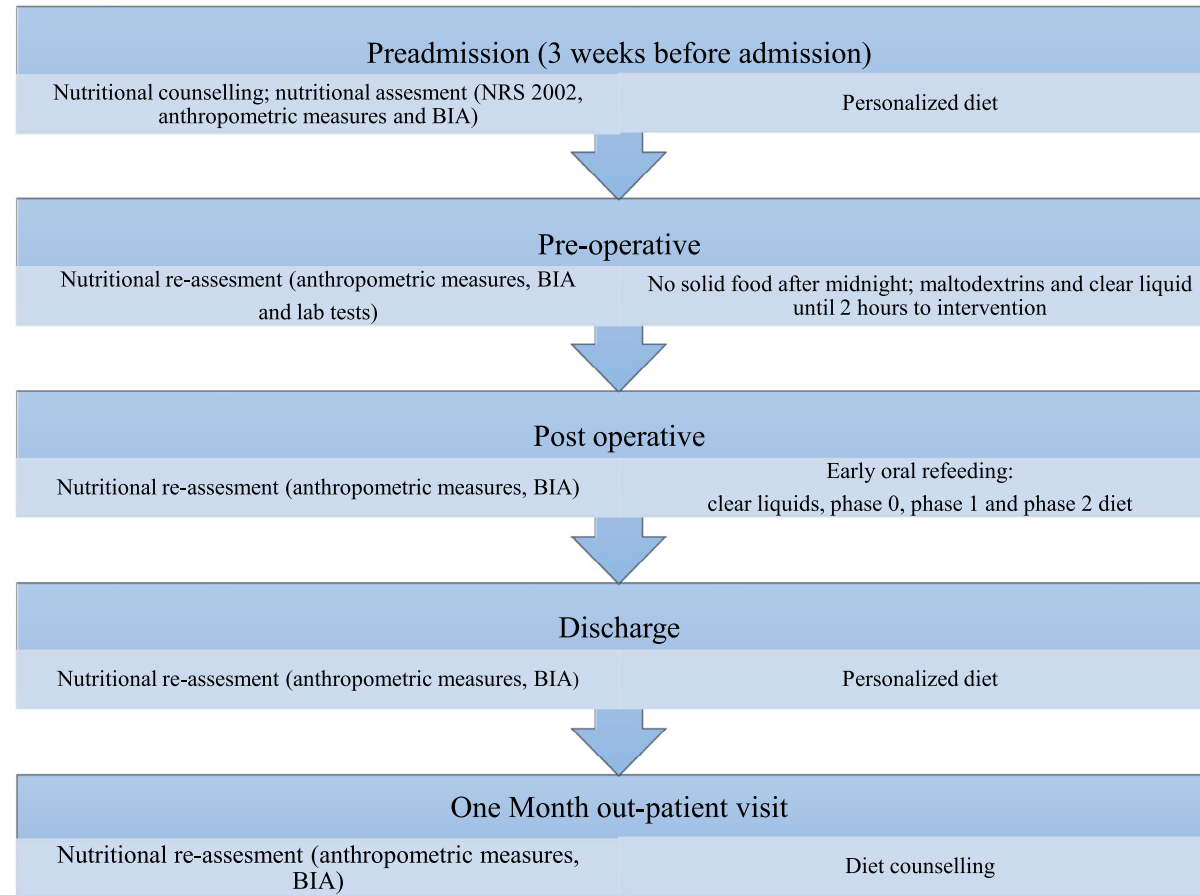 Preadmission (3 weeks before admission)
Nutritional counselling; nutritional assesment (NRS 2002,
anthropometric measures and BIA)
Personalized diet
Pre-operative
Nutritional re-assesment (anthropometric measures, BIA
and lab tests)
No solid food after midnight; maltodextrins and clear liquid
until 2 hours to intervention
Post operative
Nutritional re-assesment (anthropometric measures, BIA)
Early oral refeeding:
clear liquids, phase 0, phase 1 and phase 2 diet
Discharge
Nutritional re-assesment (anthropometric measures, BIA)
Personalized diet
One Month out-patient visit
Nutritional re-assesment (anthropometric measures,
BIA)
Diet counselling